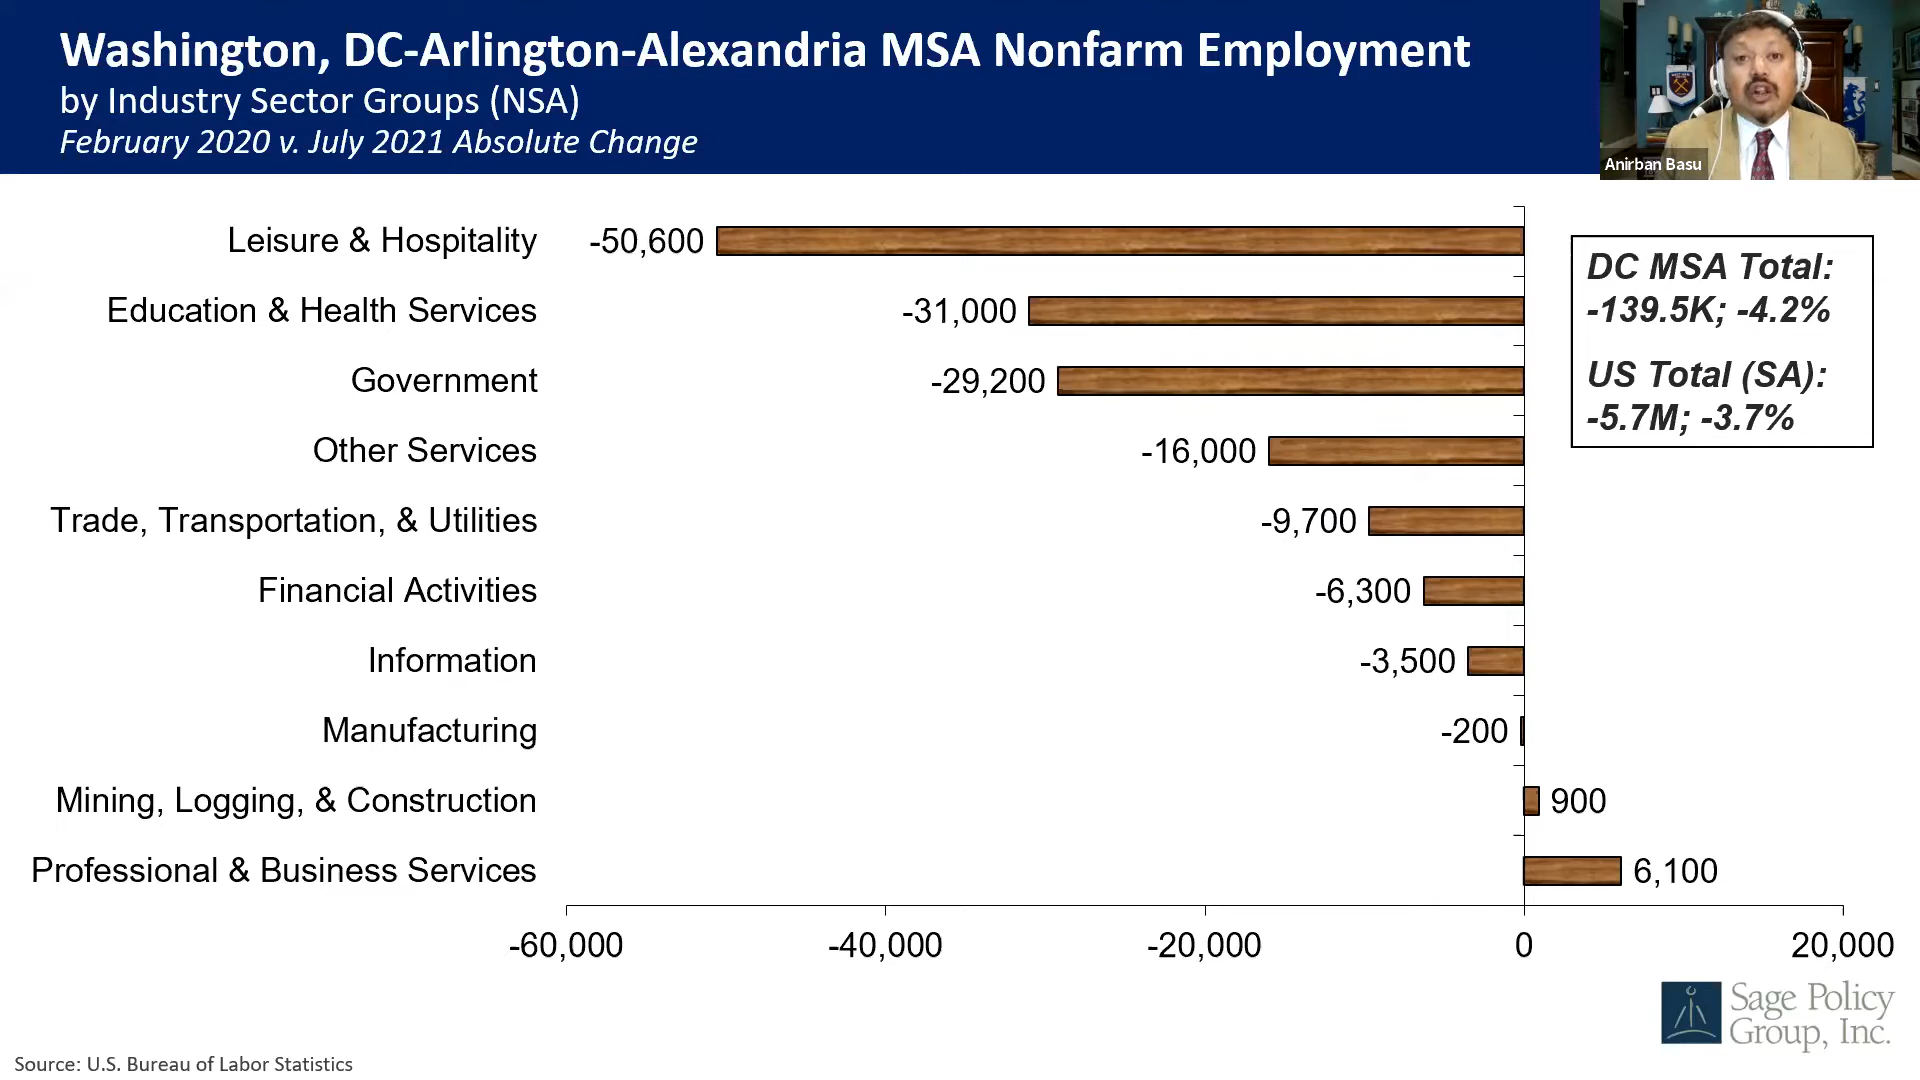 Washington, DC-Arlington-Alexandria MSA Nonfarm Employment
by Industry Sector Groups (NSA)
February 2020 v. July 2021 Absolute Change
Anirban Basu
Leisure & Hospitality -50,600
Education & Health Services -31,000
Government -29,200
Other Services -16,000
Trade, Transportation, & Utilities -9,700
Financial Activities -6,300
Information -3,500
Manufacturing -200
Mining, Logging, & Construction 900
Professional & Business Services 6,100
DC MSA Total:
-139.5K; -4.2%
US Total (SA):
-5.7M; -3.7%
-60,000 -40,000 -20,000 0 20,000
Sage Policy
Group, Inc.
Source: U.S. Bureau of Labor Statistics